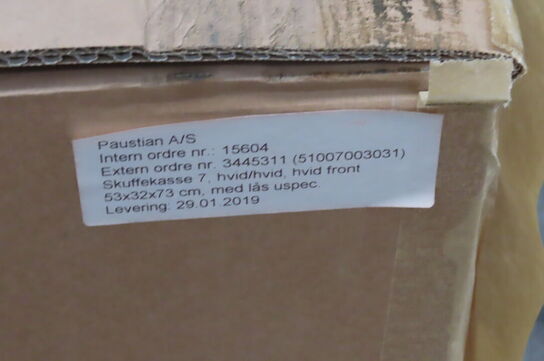 Paustian A/S
Intern ordre nr.: 15604
Extern ordre nr. 3445311 (51007003031)
Skuffekasse 7, hvid/hvid, hvid front
53x32x73 cm, med lås uspec.
Levering: 29.01.2019